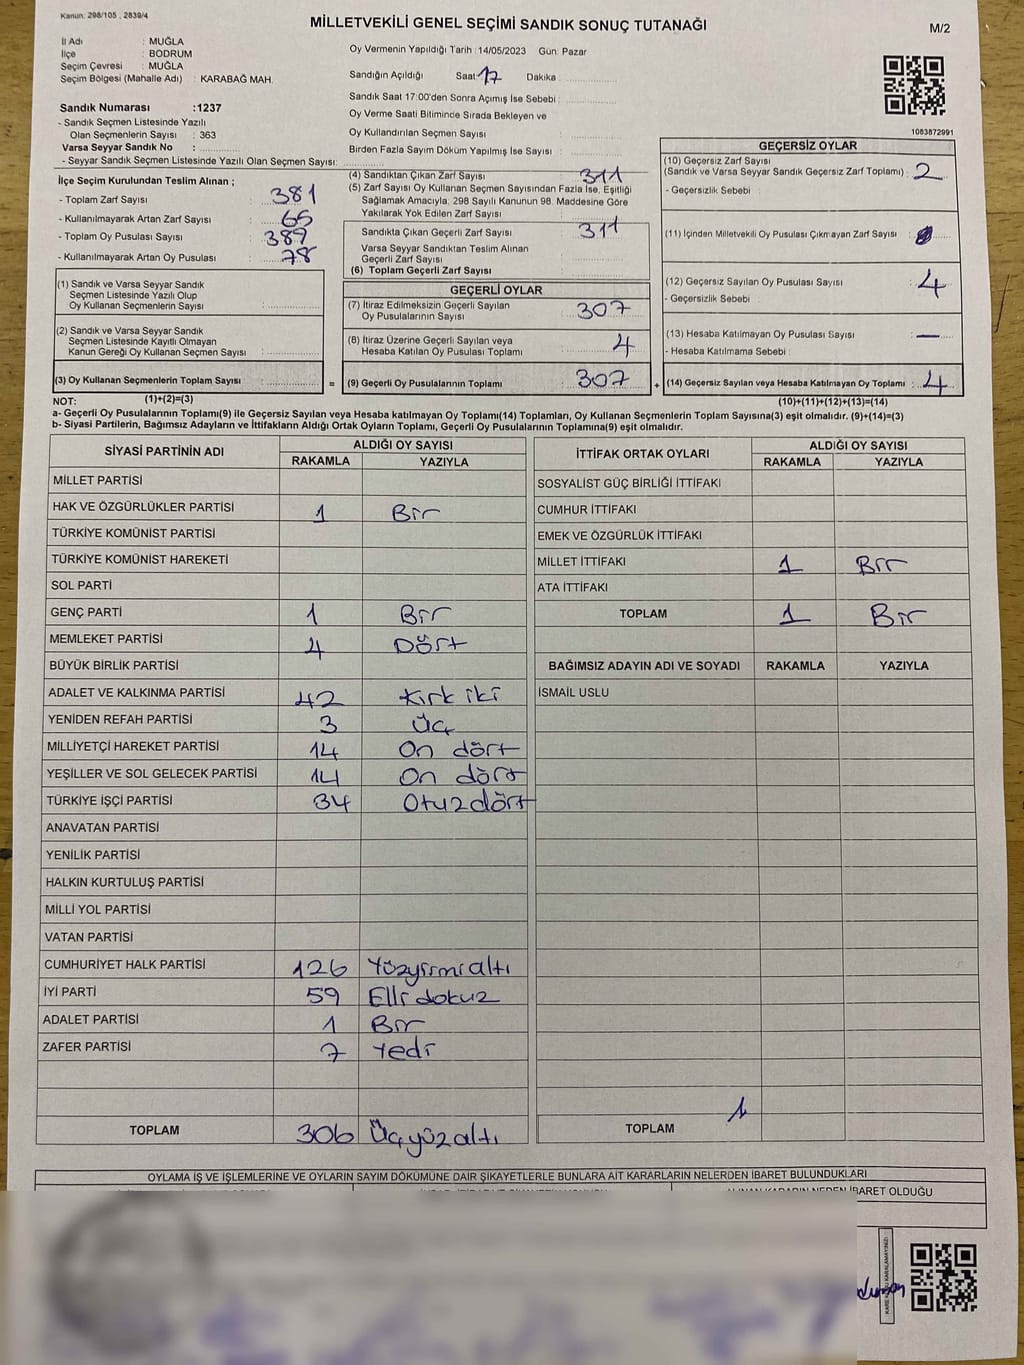 Kanun: 298/105 , 2839/4
MİLLETVEKİLİ GENEL SEÇİMİ SANDIK SONUÇ TUTANAĞI
M/2
İl Adı : MUĞLA
İlçe : BODRUM
Seçim Çevresi : MUĞLA
Seçim Bölgesi (Mahalle Adı) : KARABAĞ MAH.
Oy Vermenin Yapıldığı Tarih : 14/05/2023 Gün: Pazar
Sandığın Açıldığı Saat 17 Dakika :
Sandık Saat 17:00'den Sonra Açımış İse Sebebi :
Oy Verme Saati Bitiminde Sırada Bekleyen ve
Oy Kullandırılan Seçmen Sayısı :
Birden Fazla Sayım Döküm Yapılmış İse Sayısı :
1083872991
Sandık Numarası : 1237
- Sandık Seçmen Listesinde Yazılı
Olan Seçmenlerin Sayısı : 363
Varsa Seyyar Sandık No :
- Seyyar Sandık Seçmen Listesinde Yazılı Olan Seçmen Sayısı:
İlçe Seçim Kurulundan Teslim Alınan ;
- Toplam Zarf Sayısı : 381
- Kullanılmayarak Artan Zarf Sayısı : 66
- Toplam Oy Pusulası Sayısı : 389
- Kullanılmayarak Artan Oy Pusulası : 78
(4) Sandıktan Çıkan Zarf Sayısı : 311
(5) Zarf Sayısı Oy Kullanan Seçmen Sayısından Fazla İse, Eşitliği
Sağlamak Amacıyla, 298 Sayılı Kanunun 98. Maddesine Göre
Yakılarak Yok Edilen Zarf Sayısı :
Sandıkta Çıkan Geçerli Zarf Sayısı : 311
Varsa Seyyar Sandıktan Teslim Alınan
Geçerli Zarf Sayısı :
(6) Toplam Geçerli Zarf Sayısı :
GEÇERSİZ OYLAR
(10) Geçersiz Zarf Sayısı
(Sandık ve Varsa Seyyar Sandık Geçersiz Zarf Toplamı) : 2
- Geçersizlik Sebebi :
(11) İçinden Milletvekili Oy Pusulası Çıkmayan Zarf Sayısı :
(12) Geçersiz Sayılan Oy Pusulası Sayısı : 4
- Geçersizlik Sebebi :
(13) Hesaba Katılmayan Oy Pusulası Sayısı : —
- Hesaba Katılmama Sebebi :
(14) Geçersiz Sayılan veya Hesaba Katılmayan Oy Toplamı : 4
(10)+(11)+(12)+(13)=(14)
(1) Sandık ve Varsa Seyyar Sandık
Seçmen Listesinde Yazılı Olup
Oy Kullanan Seçmenlerin Sayısı :
(2) Sandık ve Varsa Seyyar Sandık
Seçmen Listesinde Kayıtlı Olmayan
Kanun Gereği Oy Kullanan Seçmen Sayısı :
(3) Oy Kullanan Seçmenlerin Toplam Sayısı :
(1)+(2)=(3)
GEÇERLİ OYLAR
(7) İtiraz Edilmeksizin Geçerli Sayılan
Oy Pusulalarının Sayısı : 307
(8) İtiraz Üzerine Geçerli Sayılan veya
Hesaba Katılan Oy Pusulası Toplamı : 4
= (9) Geçerli Oy Pusulalarının Toplamı : 307 +
NOT:
a- Geçerli Oy Pusulalarının Toplamı(9) ile Geçersiz Sayılan veya Hesaba katılmayan Oy Toplamı(14) Toplamları, Oy Kullanan Seçmenlerin Toplam Sayısına(3) eşit olmalıdır. (9)+(14)=(3)
b- Siyasi Partilerin, Bağımsız Adayların ve İttifakların Aldığı Ortak Oyların Toplamı, Geçerli Oy Pusulalarının Toplamına(9) eşit olmalıdır.
SİYASİ PARTİNİN ADI ALDIĞI OY SAYISI
RAKAMLA YAZIYLA
MİLLET PARTİSİ
HAK VE ÖZGÜRLÜKLER PARTİSİ 1 Bir
TÜRKİYE KOMÜNİST PARTİSİ
TÜRKİYE KOMÜNİST HAREKETİ
SOL PARTİ
GENÇ PARTİ 1 Bir
MEMLEKET PARTİSİ 4 Dört
BÜYÜK BİRLİK PARTİSİ
ADALET VE KALKINMA PARTİSİ 42 Kırk iki
YENİDEN REFAH PARTİSİ 3 Üç
MİLLİYETÇİ HAREKET PARTİSİ 14 On dört
YEŞİLLER VE SOL GELECEK PARTİSİ 14 On dört
TÜRKİYE İŞÇİ PARTİSİ 34 Otuzdört
ANAVATAN PARTİSİ
YENİLİK PARTİSİ
HALKIN KURTULUŞ PARTİSİ
MİLLİ YOL PARTİSİ
VATAN PARTİSİ
CUMHURİYET HALK PARTİSİ 126 Yüzyirmialtı
İYİ PARTİ 59 Elli dokuz
ADALET PARTİSİ 1 Bir
ZAFER PARTİSİ 7 Yedi
TOPLAM 306 Üçyüzaltı
İTTİFAK ORTAK OYLARI ALDIĞI OY SAYISI
RAKAMLA YAZIYLA
SOSYALİST GÜÇ BİRLİĞİ İTTİFAKI
CUMHUR İTTİFAKI
EMEK VE ÖZGÜRLÜK İTTİFAKI
MİLLET İTTİFAKI 1 Bir
ATA İTTİFAKI
TOPLAM 1 Bir
BAĞIMSIZ ADAYIN ADI VE SOYADI RAKAMLA YAZIYLA
İSMAİL USLU
1
TOPLAM
OYLAMA İŞ VE İŞLEMLERİNE VE OYLARIN SAYIM DÖKÜMÜNE DAİR ŞİKAYETLERLE BUNLARA AİT KARARLARIN NELERDEN İBARET BULUNDUKLARI
İBARET OLDUĞU